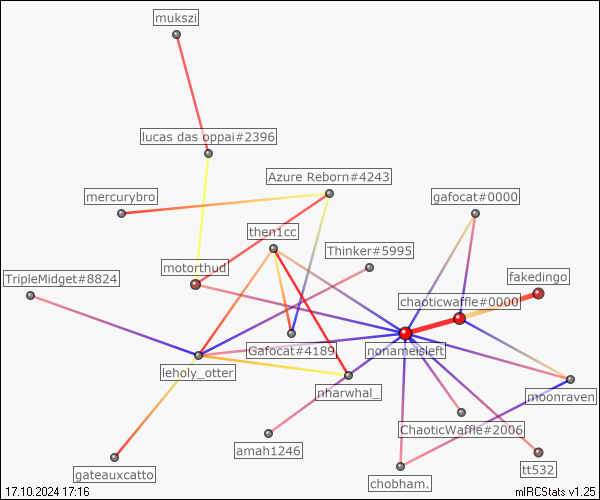 mukszi
lucas das oppai#2396
Azure Reborn#4243
mercurybro
gafocat#0000
then1cc
Thinker#5995
motorthud
TripleMidget#8824
fakedingo
chaoticwaffle#0000
Gafocat#4189
nonameisleft
leholy_otter
nharwhal_
moonraven
ChaoticWaffle#2006
amah1246
tt532
gateauxcatto
chobham.
17.10.2024 17:16
mIRCStats v1.25